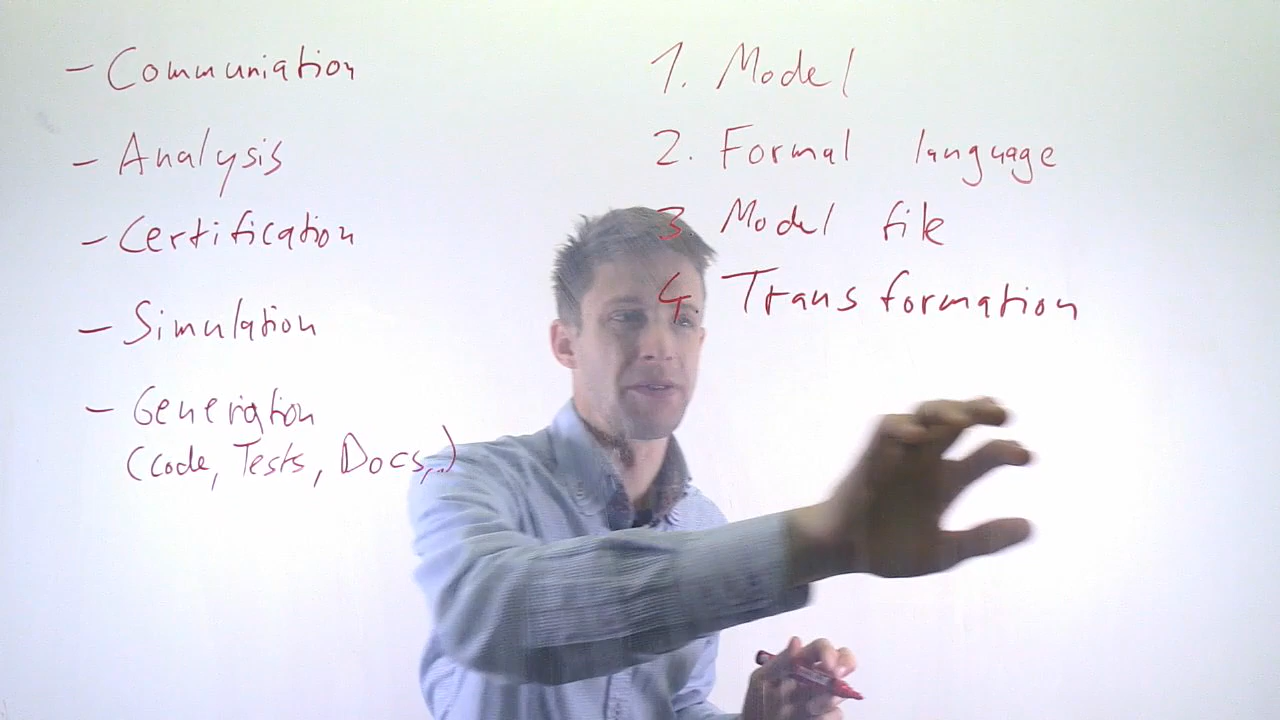 - Communiation
- Analysis
- Certification
- Simulation
- Generation
(Code, Tests, Docs,..)
1. Model
2. Formal language
3. Model file
4. Transformation